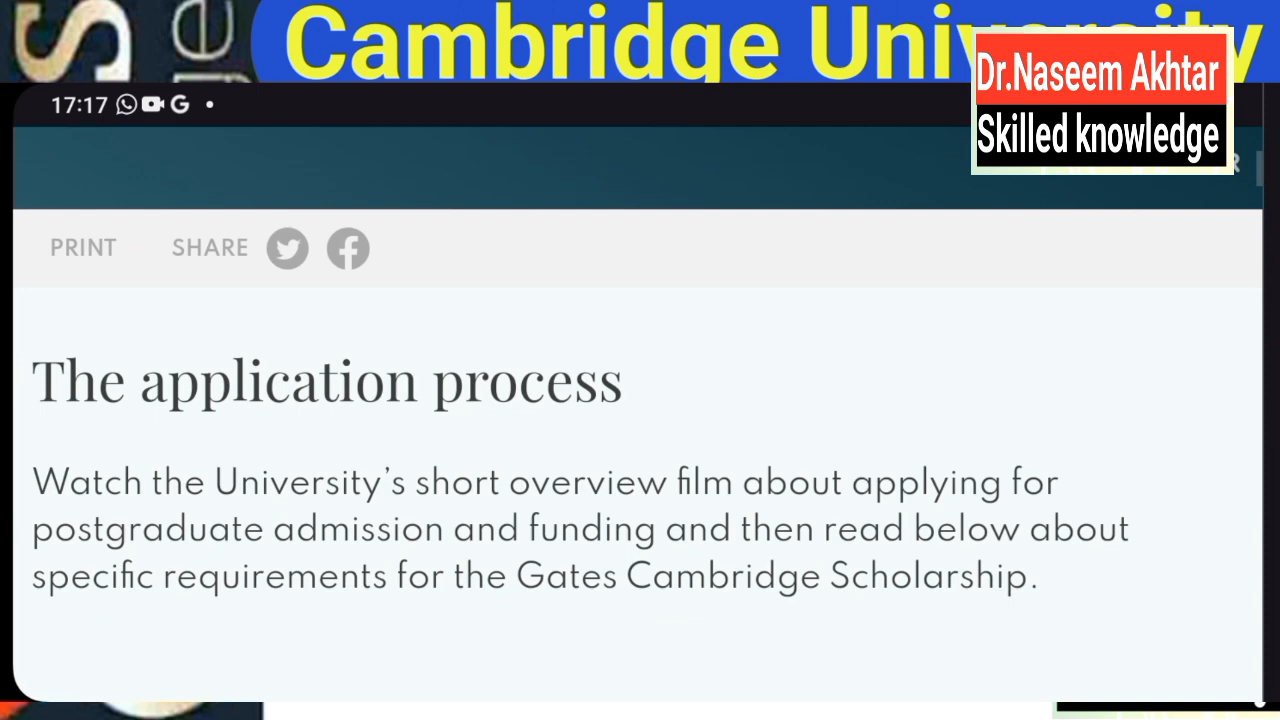 Cambridge University
Dr.Naseem Akhtar
Skilled knowledge
17:17
PRINT SHARE
The application process
Watch the University’s short overview film about applying for
postgraduate admission and funding and then read below about
specific requirements for the Gates Cambridge Scholarship.